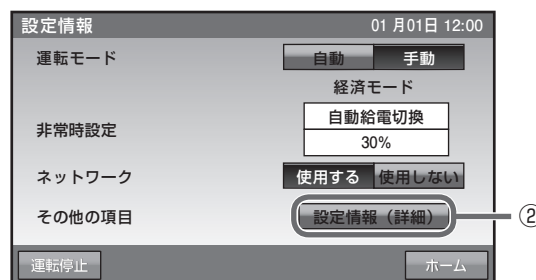 設定情報 01月01日 12:00
運転モード 自動 手動
経済モード
非常時設定 自動給電切換
30%
ネットワーク 使用する 使用しない
その他の項目 設定情報（詳細） ②
運転停止 ホーム